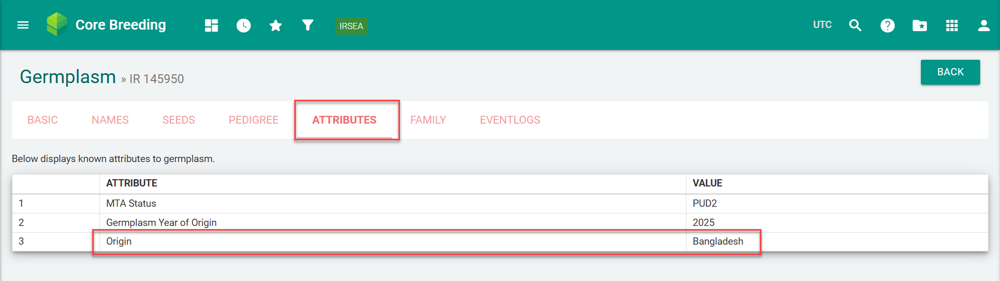 Core Breeding IRSEA UTC
Germplasm » IR 145950 BACK
BASIC NAMES SEEDS PEDIGREE ATTRIBUTES FAMILY EVENTLOGS
Below displays known attributes to germplasm.
ATTRIBUTE VALUE
1 MTA Status PUD2
2 Germplasm Year of Origin 2025
3 Origin Bangladesh